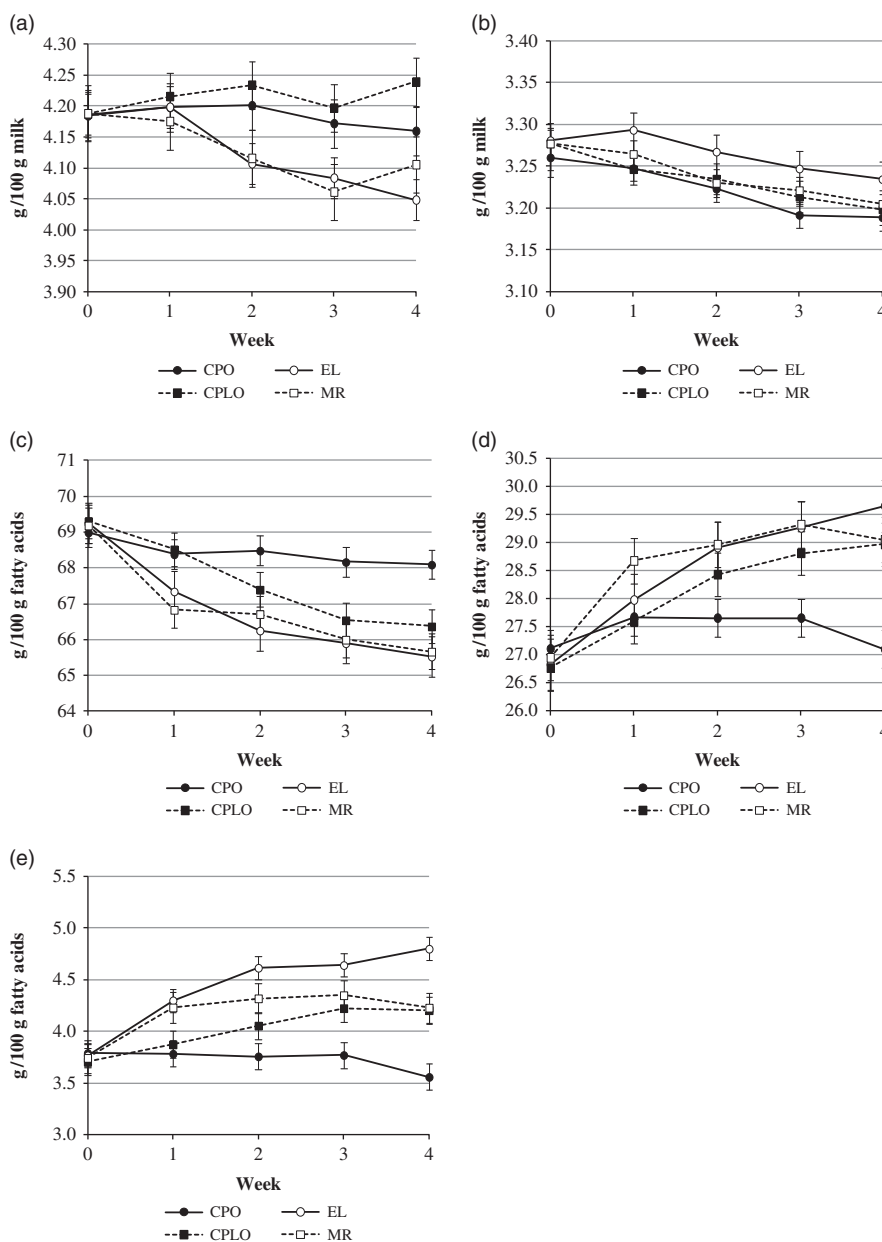 (a)
4.30
4.25
4.20
4.15
4.10
4.05
4.00
3.95
3.90
g/100 g milk
0 1 2 3 4
Week
CPO EL
CPLO MR
(b)
3.40
3.30
3.20
3.10
g/100 g milk
0 1 2 3 4
Week
CPO EL
CPLO MR
(c)
71
70
69
68
67
66
65
64
g/100 g fatty acids
0 1 2 3 4
Week
CPO EL
CPLO MR
(d)
30.5
30.0
29.5
29.0
28.5
28.0
27.5
27.0
26.5
26.0
g/100 g fatty acids
0 1 2 3 4
Week
CPO EL
CPLO MR
(e)
5.5
5.0
4.5
4.0
3.5
3.0
g/100 g fatty acids
0 1 2 3 4
Week
CPO EL
CPLO MR